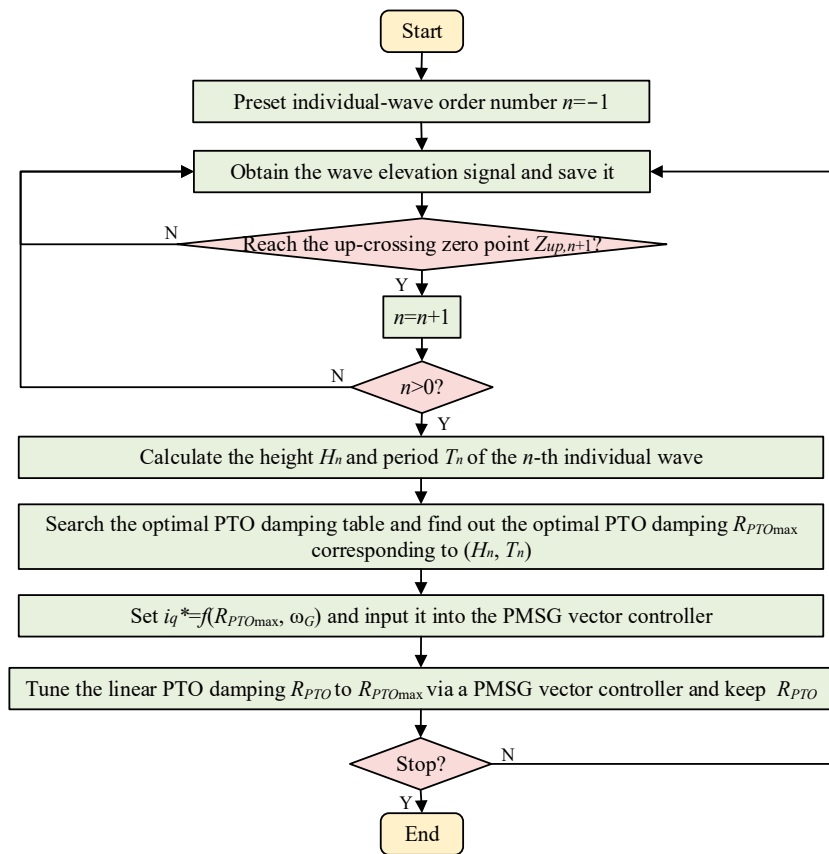 Start
Preset individual-wave order number n=−1
Obtain the wave elevation signal and save it
Reach the up-crossing zero point Zup,n+1?
N
Y
n=n+1
n>0?
N
Y
Calculate the height Hn and period Tn of the n-th individual wave
Search the optimal PTO damping table and find out the optimal PTO damping RPTOmax
corresponding to (Hn, Tn)
Set iq*=f(RPTOmax, ωG) and input it into the PMSG vector controller
Tune the linear PTO damping RPTO to RPTOmax via a PMSG vector controller and keep RPTO
Stop?
N
Y
End